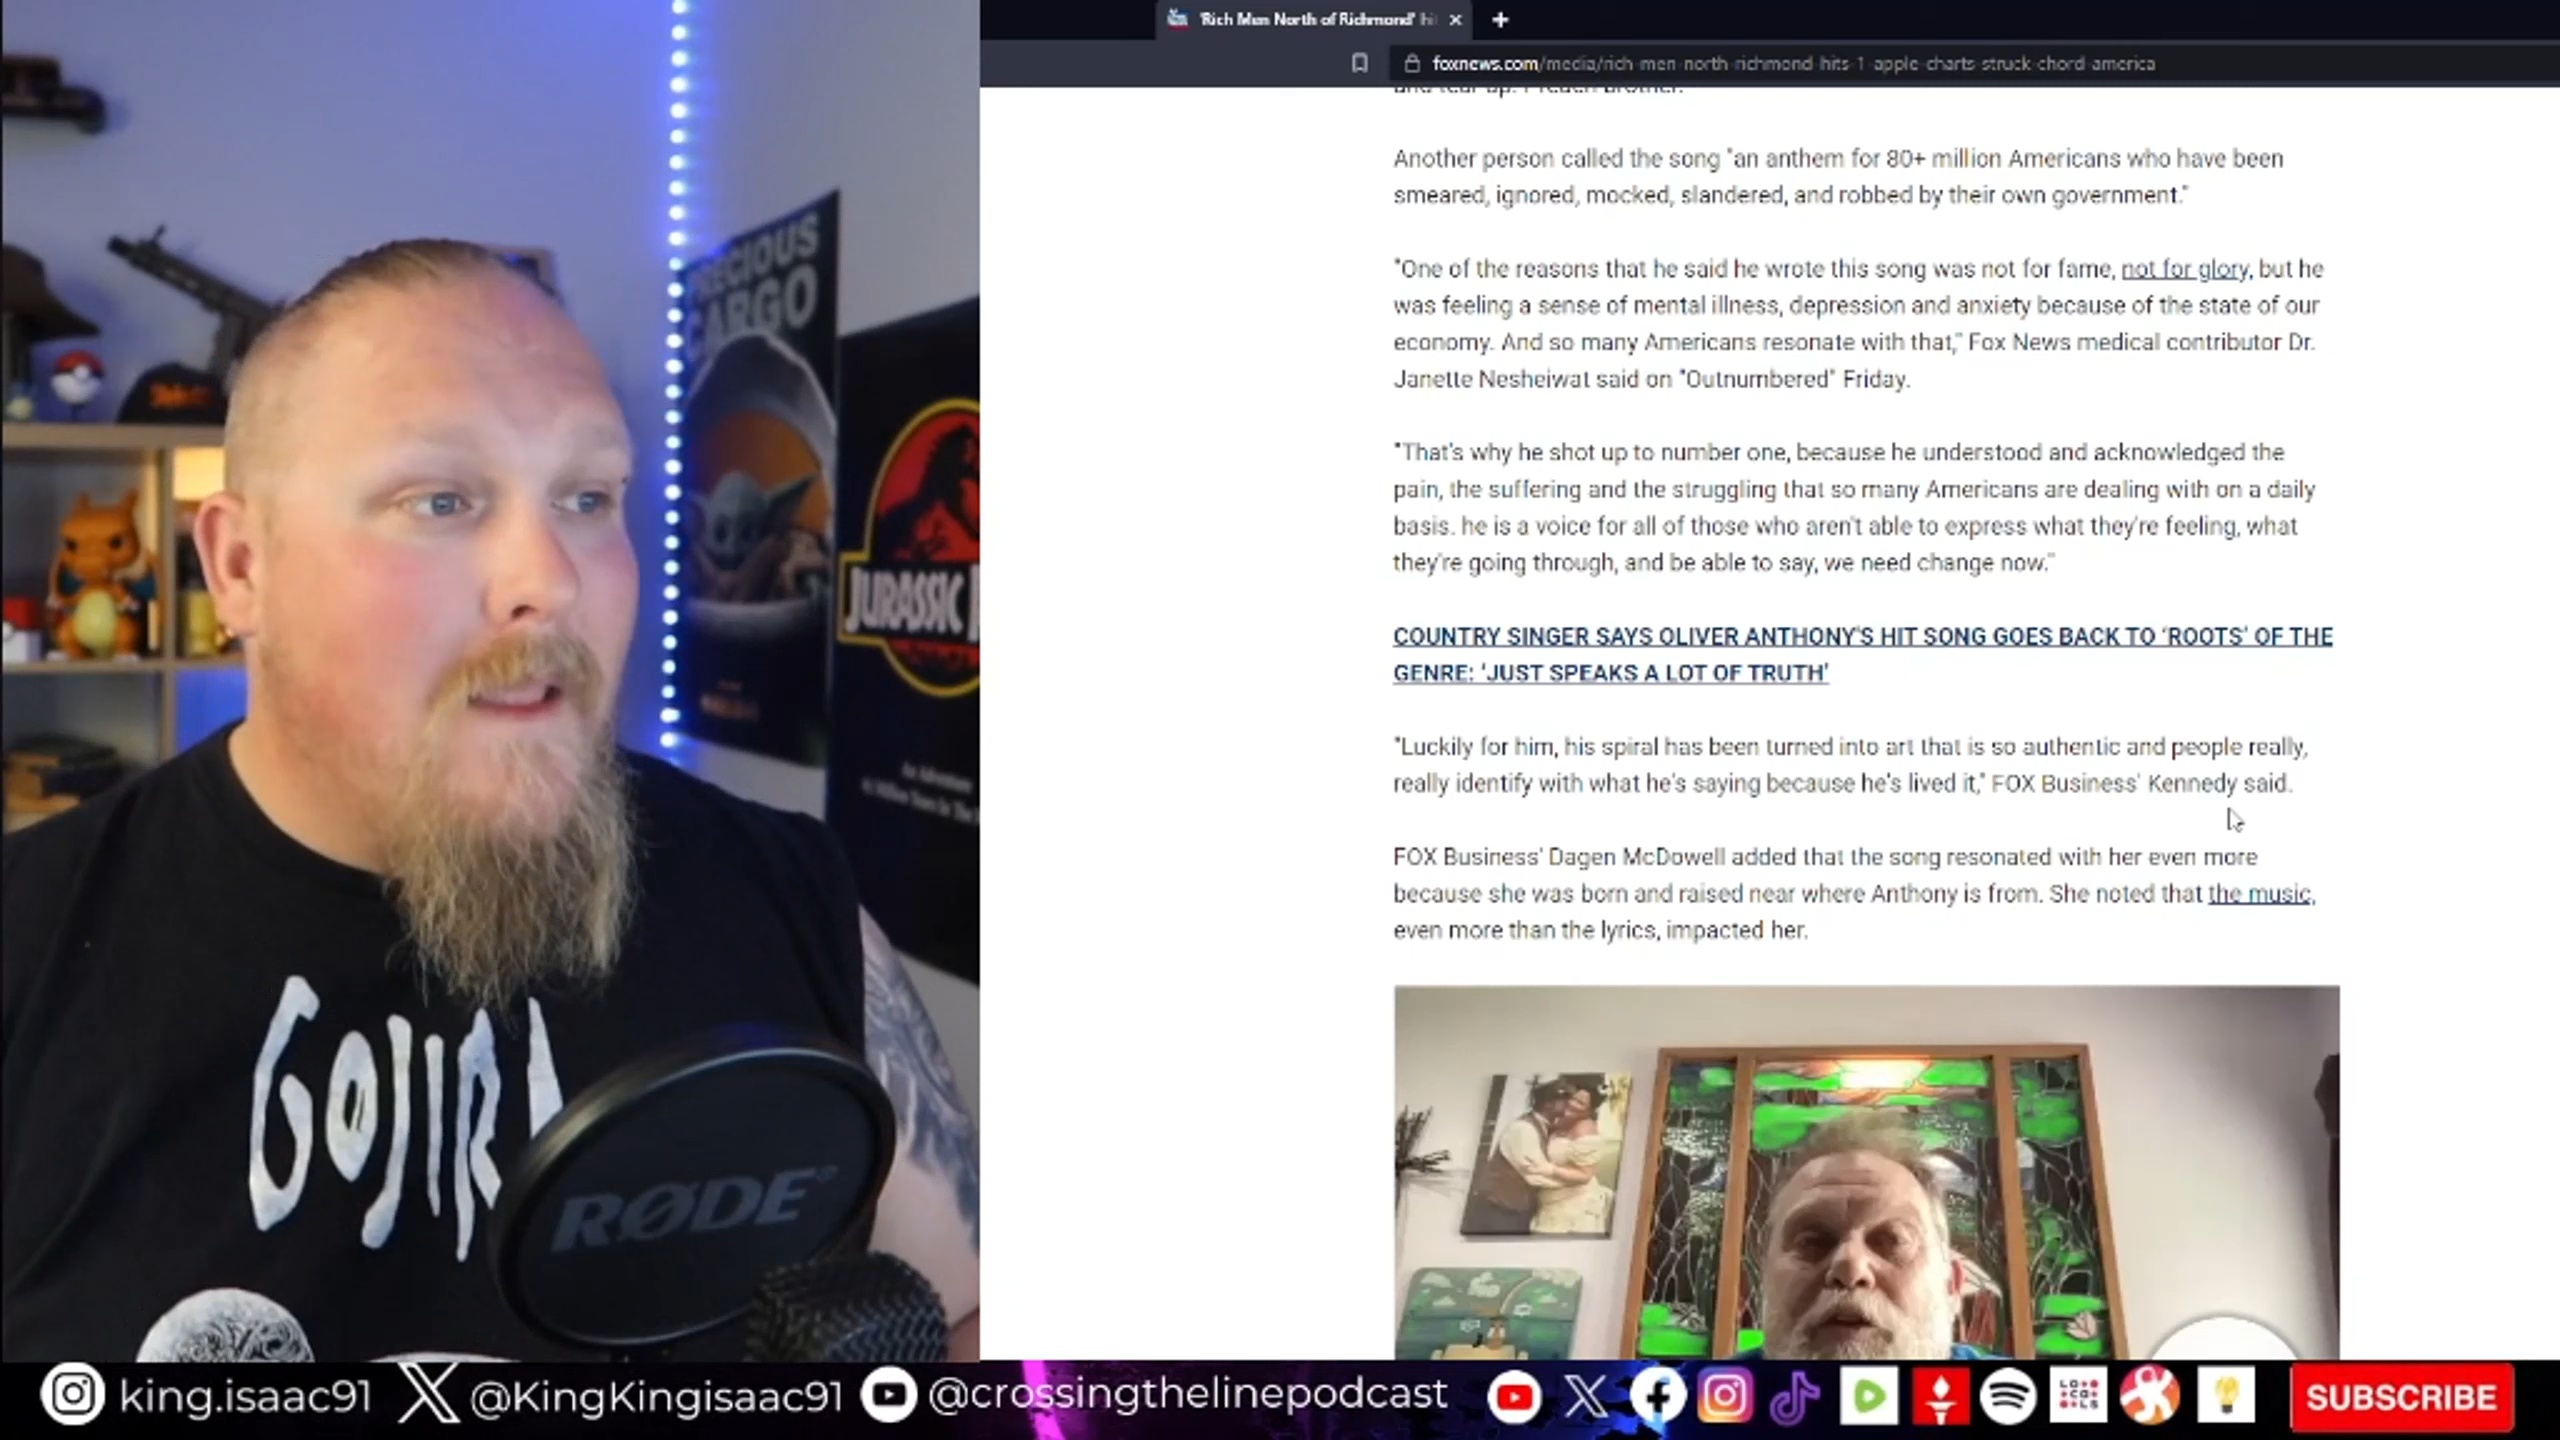 'Rich Men North of Richmond' hi
foxnews.com/media/rich-men-north-richmond-hits-1-apple-charts-struck-chord-america
Another person called the song "an anthem for 80+ million Americans who have been
smeared, ignored, mocked, slandered, and robbed by their own government."
"One of the reasons that he said he wrote this song was not for fame, not for glory, but he
was feeling a sense of mental illness, depression and anxiety because of the state of our
economy. And so many Americans resonate with that," Fox News medical contributor Dr.
Janette Nesheiwat said on "Outnumbered" Friday.
"That's why he shot up to number one, because he understood and acknowledged the
pain, the suffering and the struggling that so many Americans are dealing with on a daily
basis. he is a voice for all of those who aren't able to express what they're feeling, what
they're going through, and be able to say, we need change now."
COUNTRY SINGER SAYS OLIVER ANTHONY'S HIT SONG GOES BACK TO 'ROOTS' OF THE
GENRE: 'JUST SPEAKS A LOT OF TRUTH'
"Luckily for him, his spiral has been turned into art that is so authentic and people really,
really identify with what he's saying because he's lived it," FOX Business' Kennedy said.
FOX Business' Dagen McDowell added that the song resonated with her even more
because she was born and raised near where Anthony is from. She noted that the music,
even more than the lyrics, impacted her.
PRECIOUS
CARGO
JURASSIC
GOJIRA
RØDE
king.isaac91 @KingKingisaac91 @crossingthelinepodcast
SUBSCRIBE